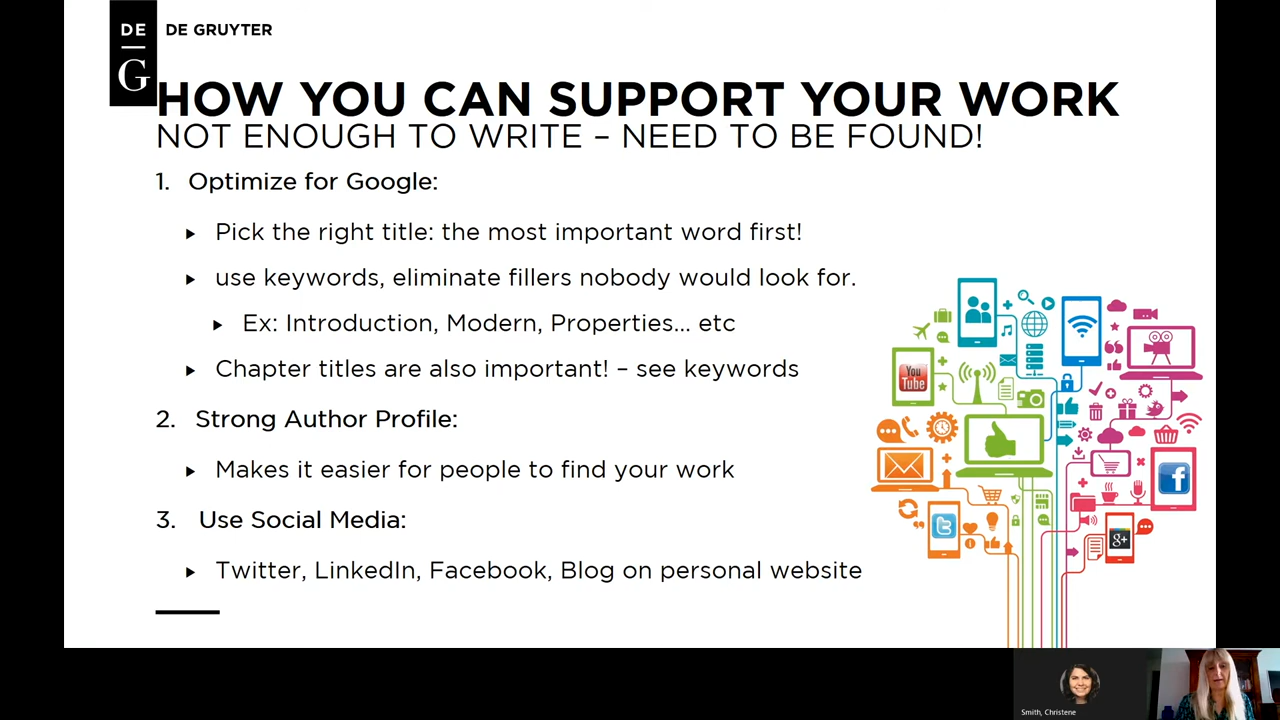 DE
G
DE GRUYTER
HOW YOU CAN SUPPORT YOUR WORK
NOT ENOUGH TO WRITE – NEED TO BE FOUND!
1. Optimize for Google:
▸ Pick the right title: the most important word first!
▸ use keywords, eliminate fillers nobody would look for.
▸ Ex: Introduction, Modern, Properties... etc
▸ Chapter titles are also important! – see keywords
2. Strong Author Profile:
▸ Makes it easier for people to find your work
3. Use Social Media:
▸ Twitter, LinkedIn, Facebook, Blog on personal website
You
Tube
f
t
g+
Smith, Christene